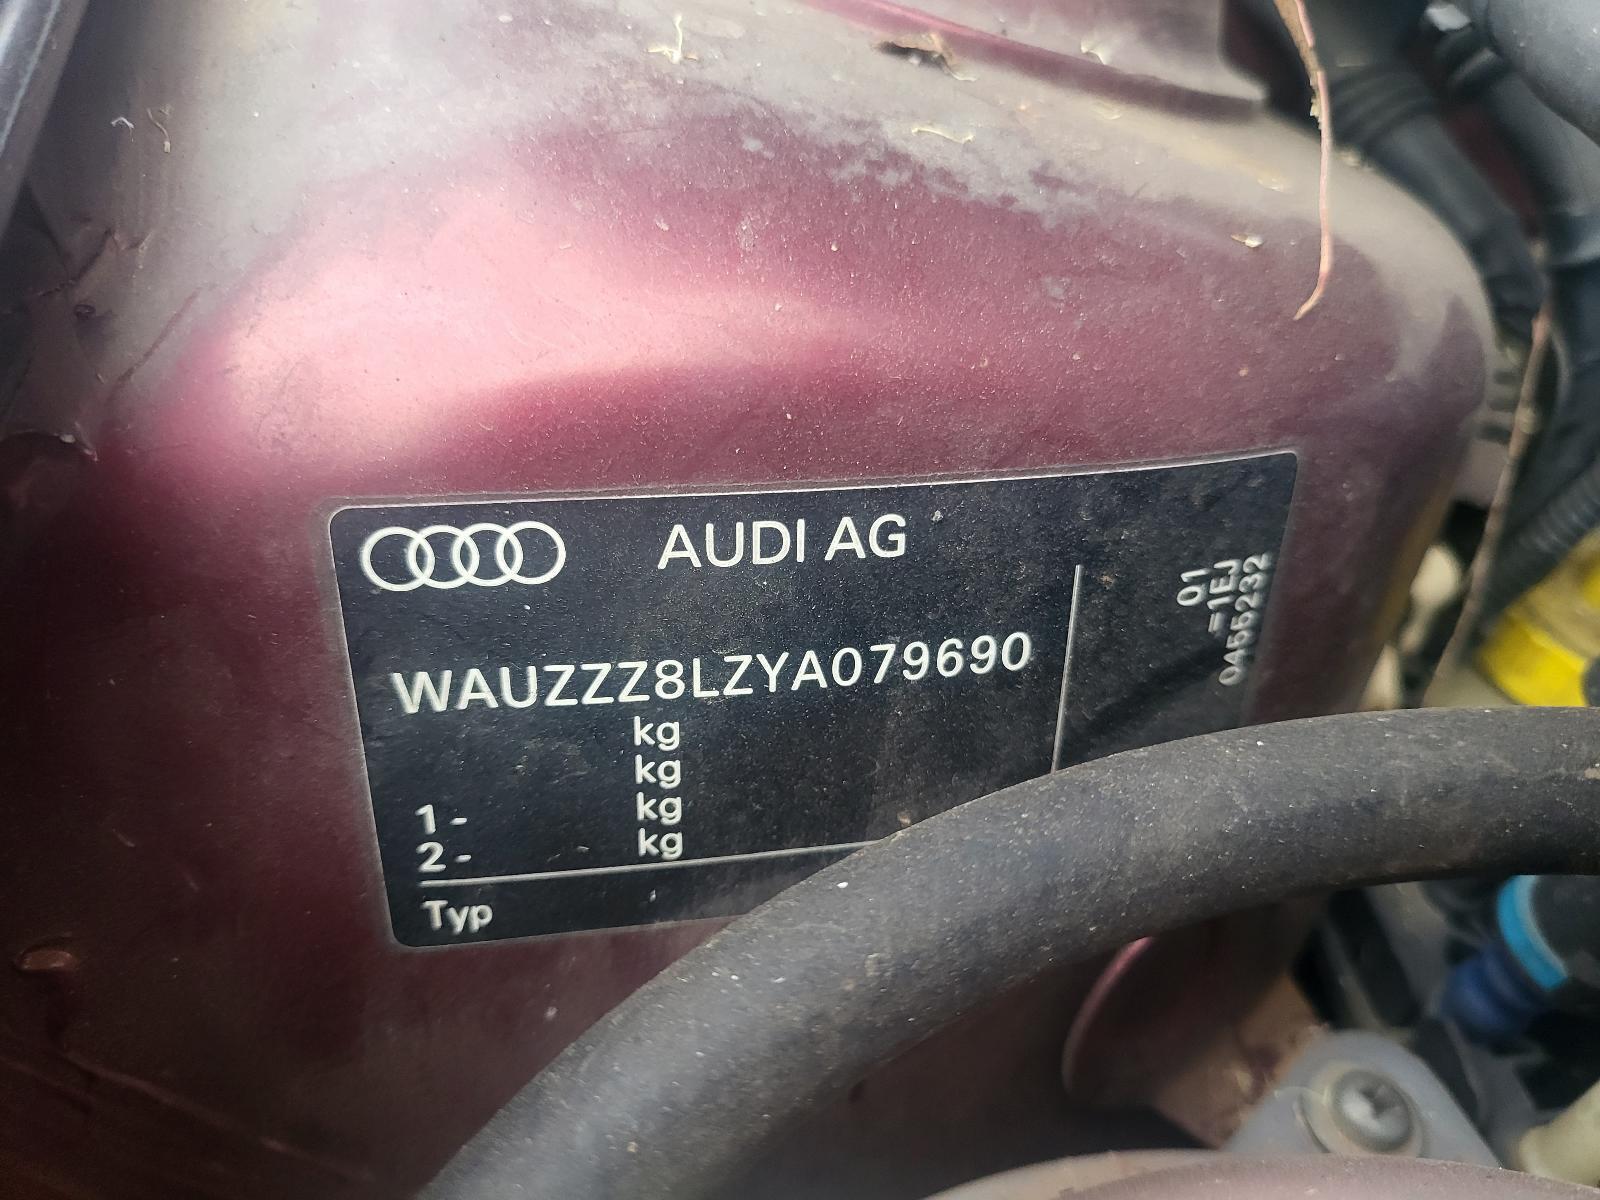 AUDI AG
WAUZZZ8LZYA079690
kg
kg
1 - kg
2 - kg
Typ
01
=1EJ
0455232